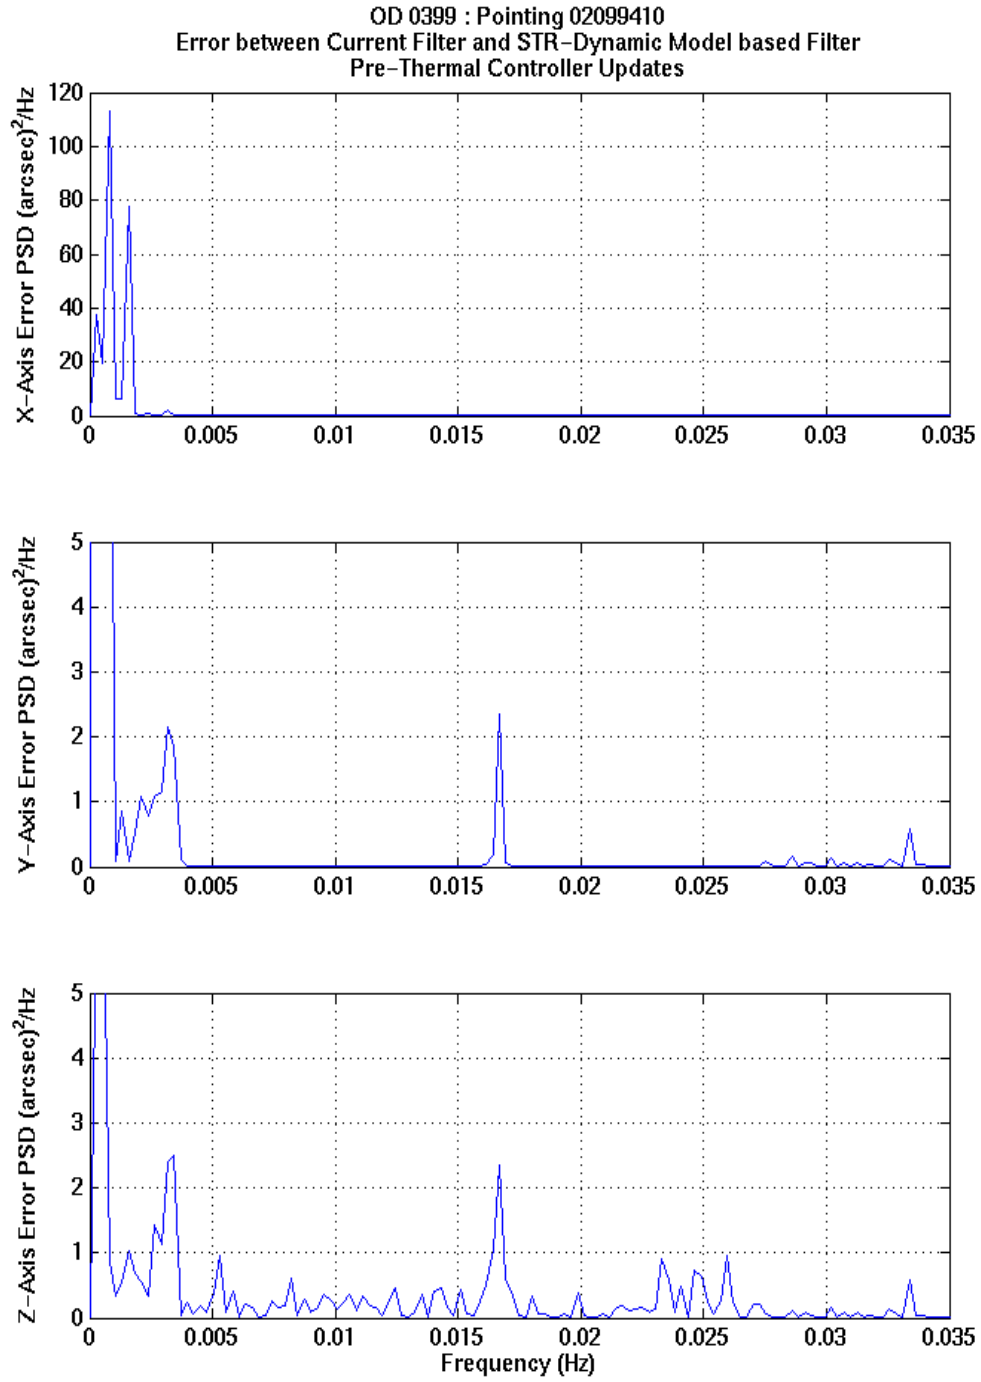 OD 0399 : Pointing 02099410
Error between Current Filter and STR−Dynamic Model based Filter
Pre−Thermal Controller Updates
X−Axis Error PSD (arcsec)²/Hz
120
100
80
60
40
20
0
0 0.005 0.01 0.015 0.02 0.025 0.03 0.035
Y−Axis Error PSD (arcsec)²/Hz
5
4
3
2
1
0
0 0.005 0.01 0.015 0.02 0.025 0.03 0.035
Z−Axis Error PSD (arcsec)²/Hz
5
4
3
2
1
0
0 0.005 0.01 0.015 0.02 0.025 0.03 0.035
Frequency (Hz)